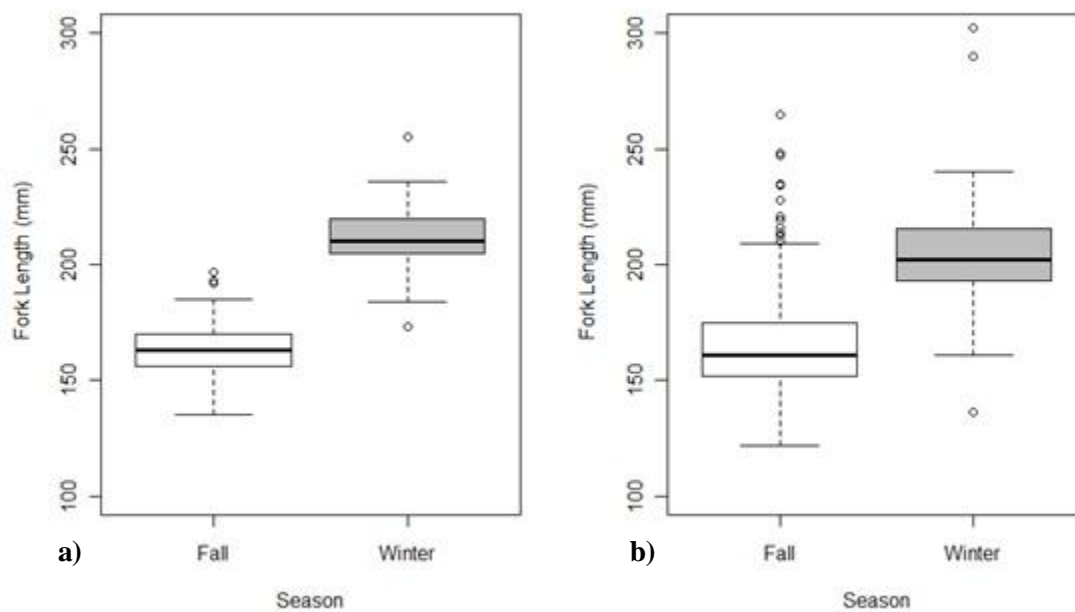 Fork Length (mm)
300
250
200
150
100
a)
Fall
Winter
Season
Fork Length (mm)
300
250
200
150
100
b)
Fall
Winter
Season